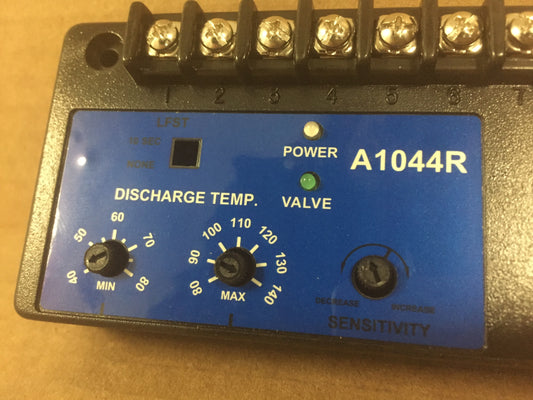 1 2 3 4 5 6 7
LFST
10 SEC
NONE
POWER
A1044R
VALVE
DISCHARGE TEMP.
40 50 60 70 80
MIN
80 90 100 110 120 130 140
MAX
DECREASE INCREASE
SENSITIVITY